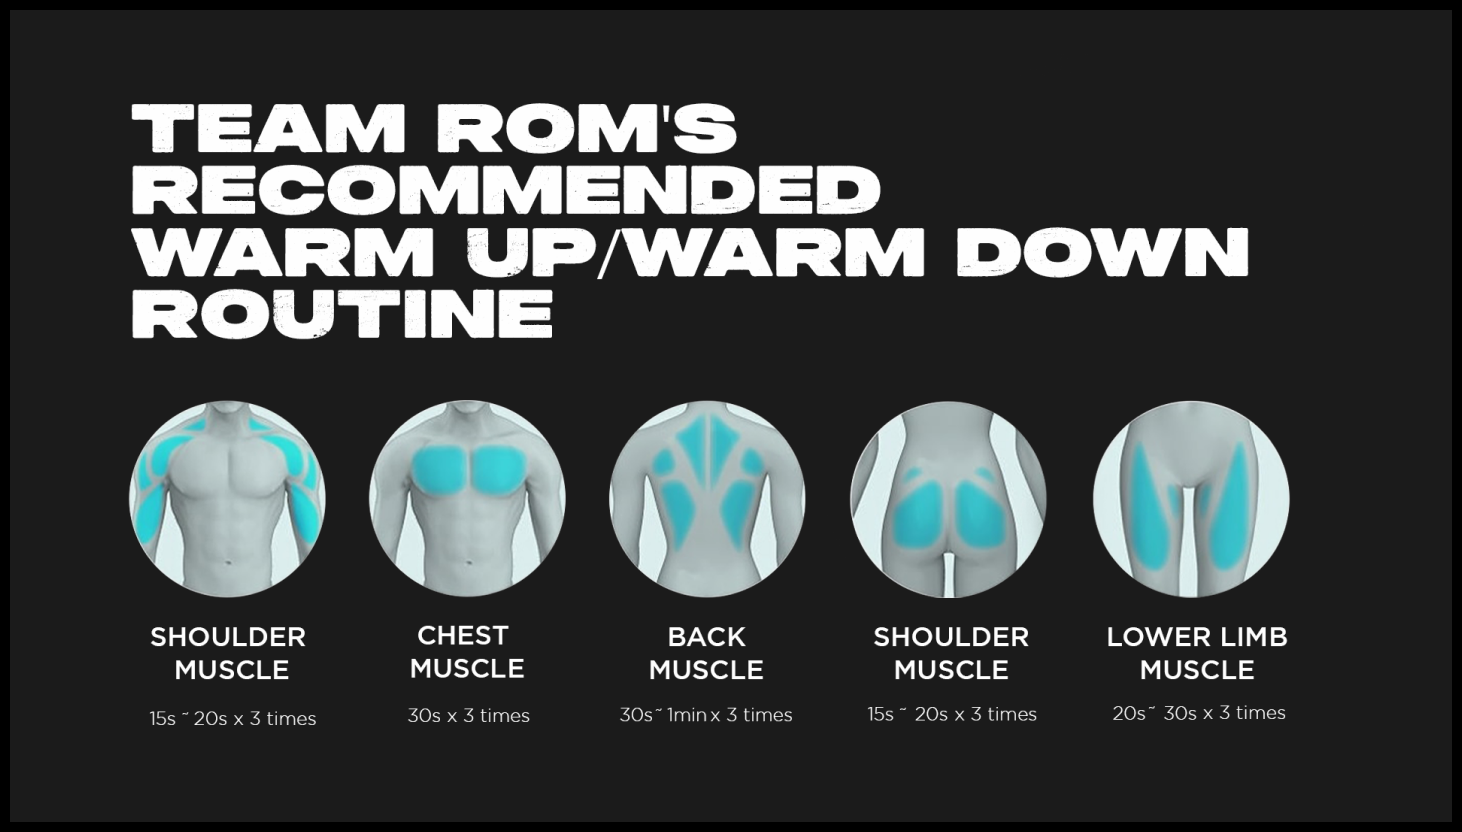 TEAM ROM'S
RECOMMENDED
WARM UP/WARM DOWN
ROUTINE
SHOULDER
MUSCLE
15s ~ 20s x 3 times
CHEST
MUSCLE
30s x 3 times
BACK
MUSCLE
30s~ 1min x 3 times
SHOULDER
MUSCLE
15s ~ 20s x 3 times
LOWER LIMB
MUSCLE
20s~ 30s x 3 times